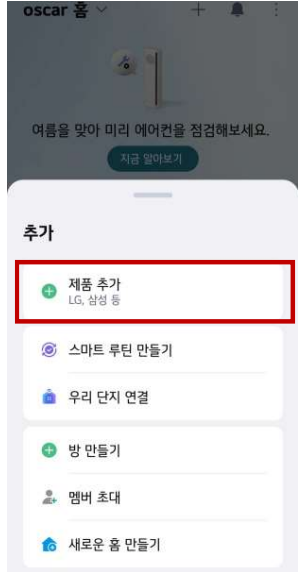 oscar 홈
여름을 맞아 미리 에어컨을 점검해보세요.
지금 알아보기
추가
제품 추가
LG, 삼성 등
스마트 루틴 만들기
우리 단지 연결
방 만들기
멤버 초대
새로운 홈 만들기